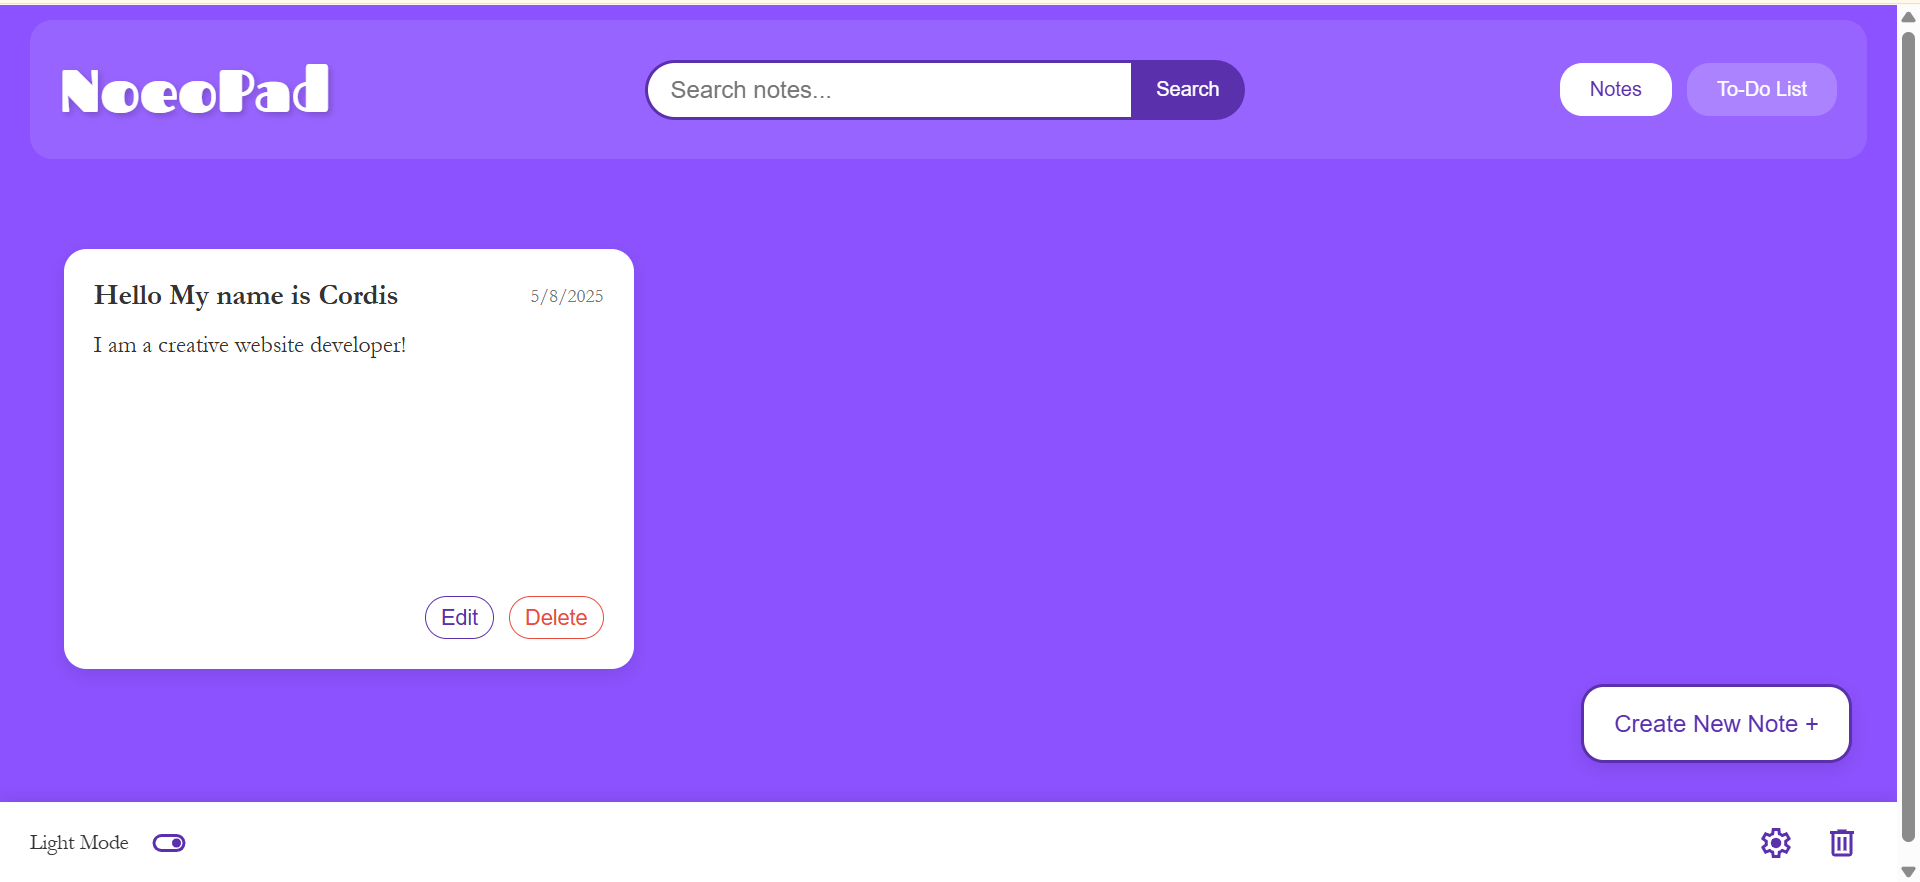 NoeoPad
Search notes...
Search
Notes
To-Do List
Hello My name is Cordis
5/8/2025
I am a creative website developer!
Edit
Delete
Create New Note +
Light Mode